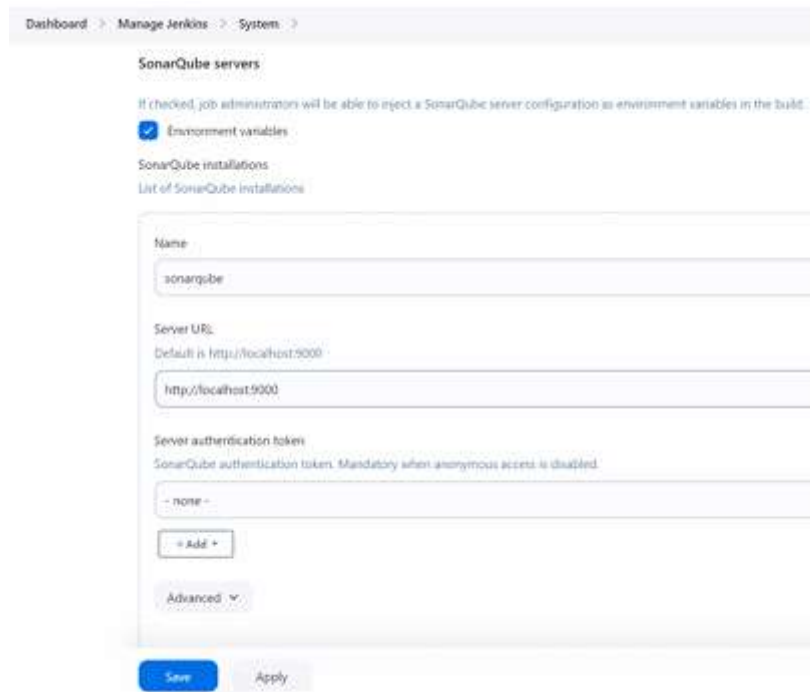 Dashboard > Manage Jenkins > System >
SonarQube servers
If checked, job administrators will be able to inject a SonarQube server configuration as environment variables in the build.
Environment variables
SonarQube installations
List of SonarQube installations
Name
sonarqube
Server URL
Default is http://localhost:9000
http://localhost:9000
Server authentication token
SonarQube authentication token. Mandatory when anonymous access is disabled.
- none -
+ Add
Advanced
Save Apply